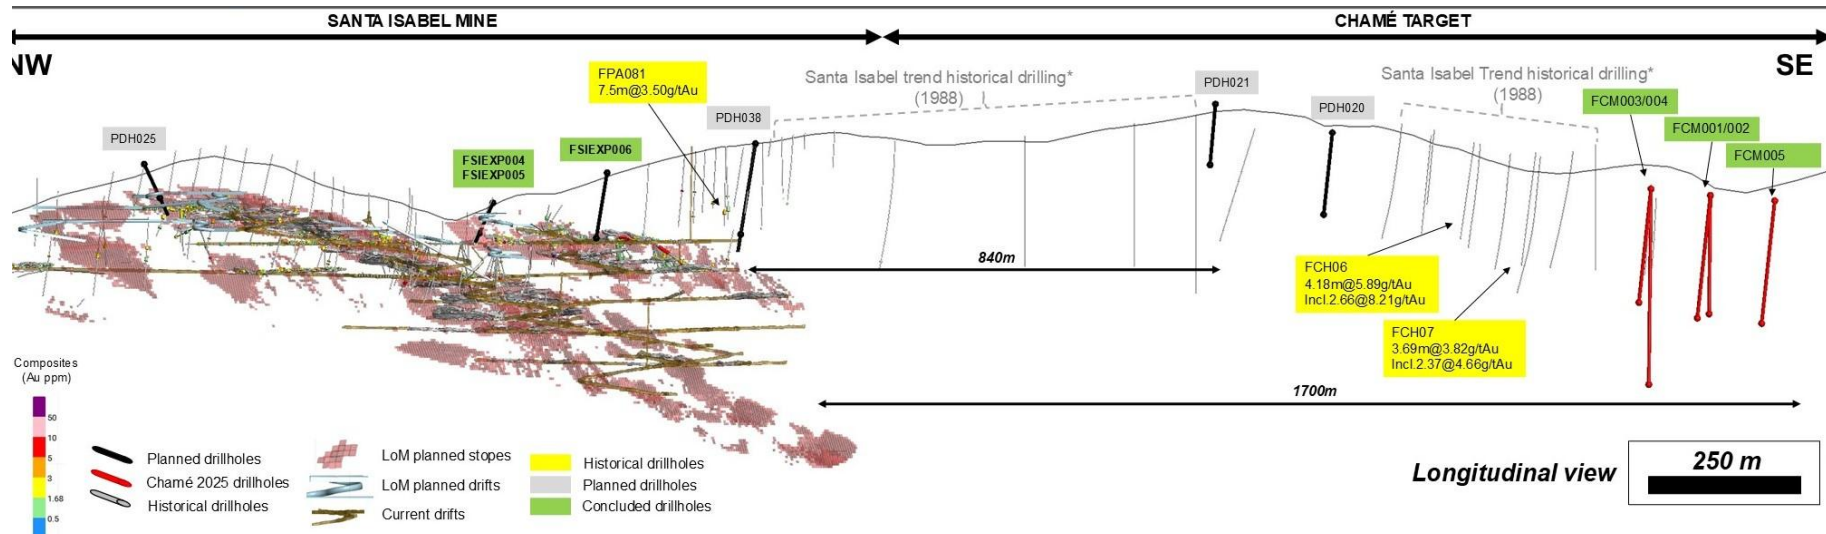 SANTA ISABEL MINE
CHAMÉ TARGET
NW
SE
FPA081
7.5m@3.50g/tAu
Santa Isabel trend historical drilling*
(1988)
Santa Isabel Trend historical drilling*
(1988)
PDH021
PDH020
FCM003/004
FCM001/002
FCM005
PDH038
PDH025
FSIEXP004
FSIEXP005
FSIEXP006
840m
FCH06
4.18m@5.89g/tAu
Incl.2.66@8.21g/tAu
FCH07
3.69m@3.82g/tAu
Incl.2.37@4.66g/tAu
1700m
Composites
(Au ppm)
50
10
5
3
1.68
0.5
Planned drillholes
Chamé 2025 drillholes
Historical drillholes
LoM planned stopes
LoM planned drifts
Current drifts
Historical drillholes
Planned drillholes
Concluded drillholes
Longitudinal view
250 m